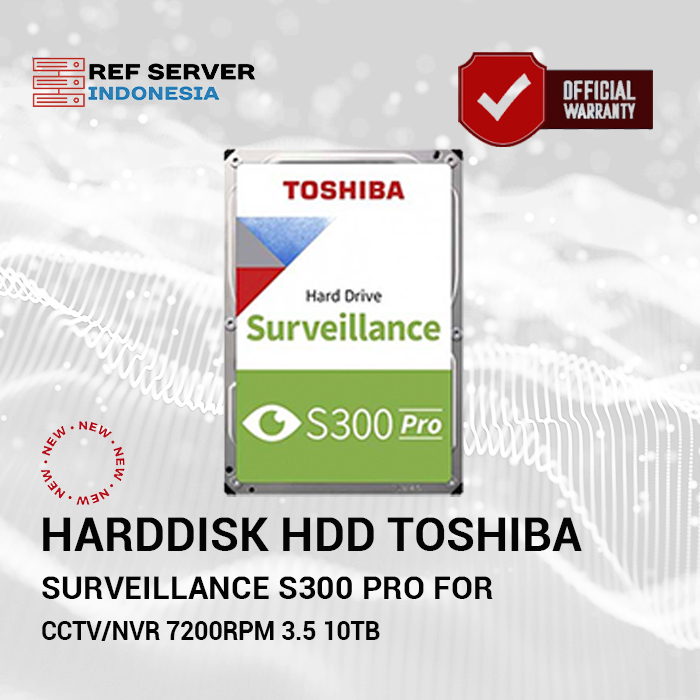 REF SERVER
INDONESIA
OFFICIAL
WARRANTY
TOSHIBA
Hard Drive
Surveillance
S300 Pro
NEW • NEW • NEW • NEW • NEW •
HARDDISK HDD TOSHIBA
SURVEILLANCE S300 PRO FOR
CCTV/NVR 7200RPM 3.5 10TB